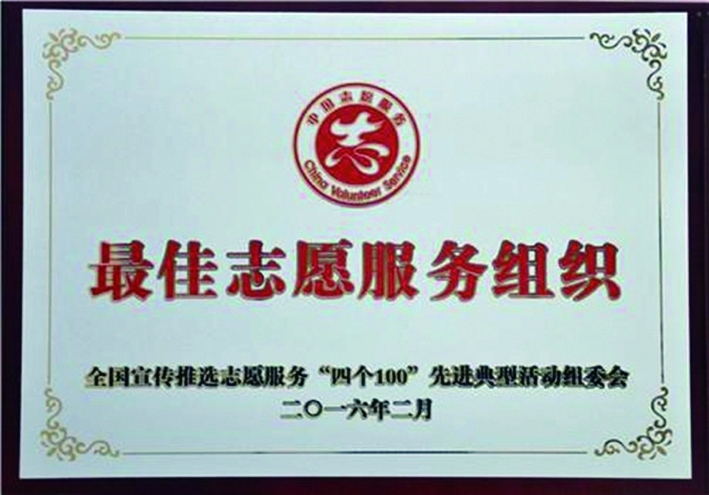 中国志愿服务
China Volunteer Service
最佳志愿服务组织
全国宣传推选志愿服务“四个100”先进典型活动组委会
二〇一六年二月